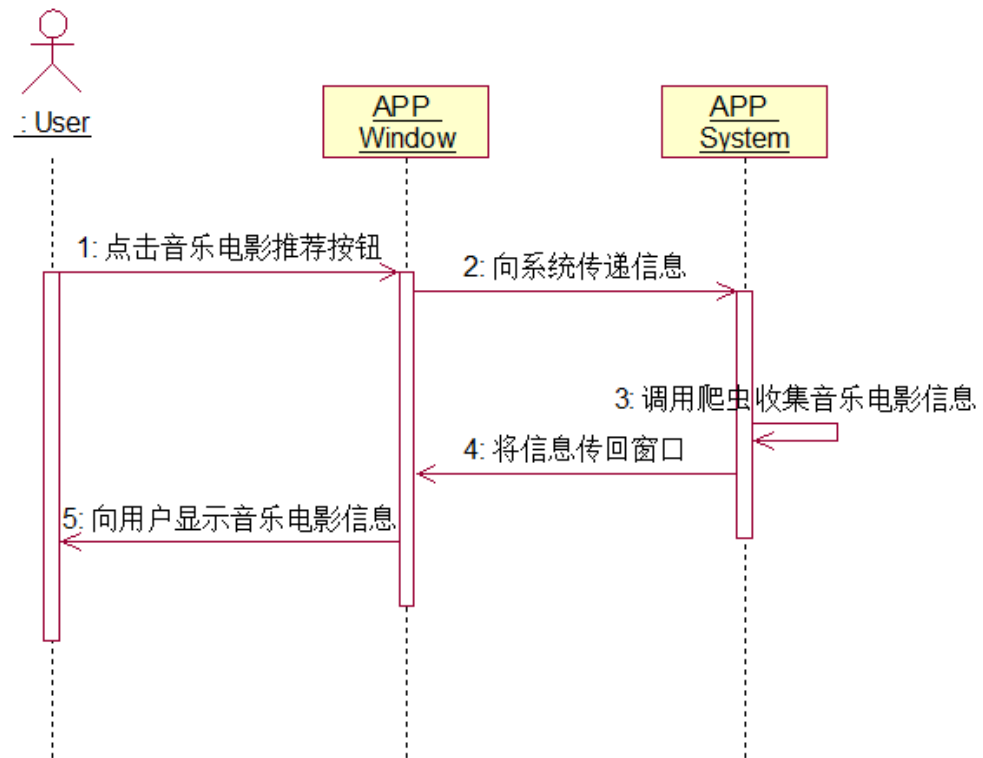 : User
APP
Window
APP
System
1: 点击音乐电影推荐按钮
2: 向系统传递信息
3: 调用爬虫收集音乐电影信息
4: 将信息传回窗口
5: 向用户显示音乐电影信息